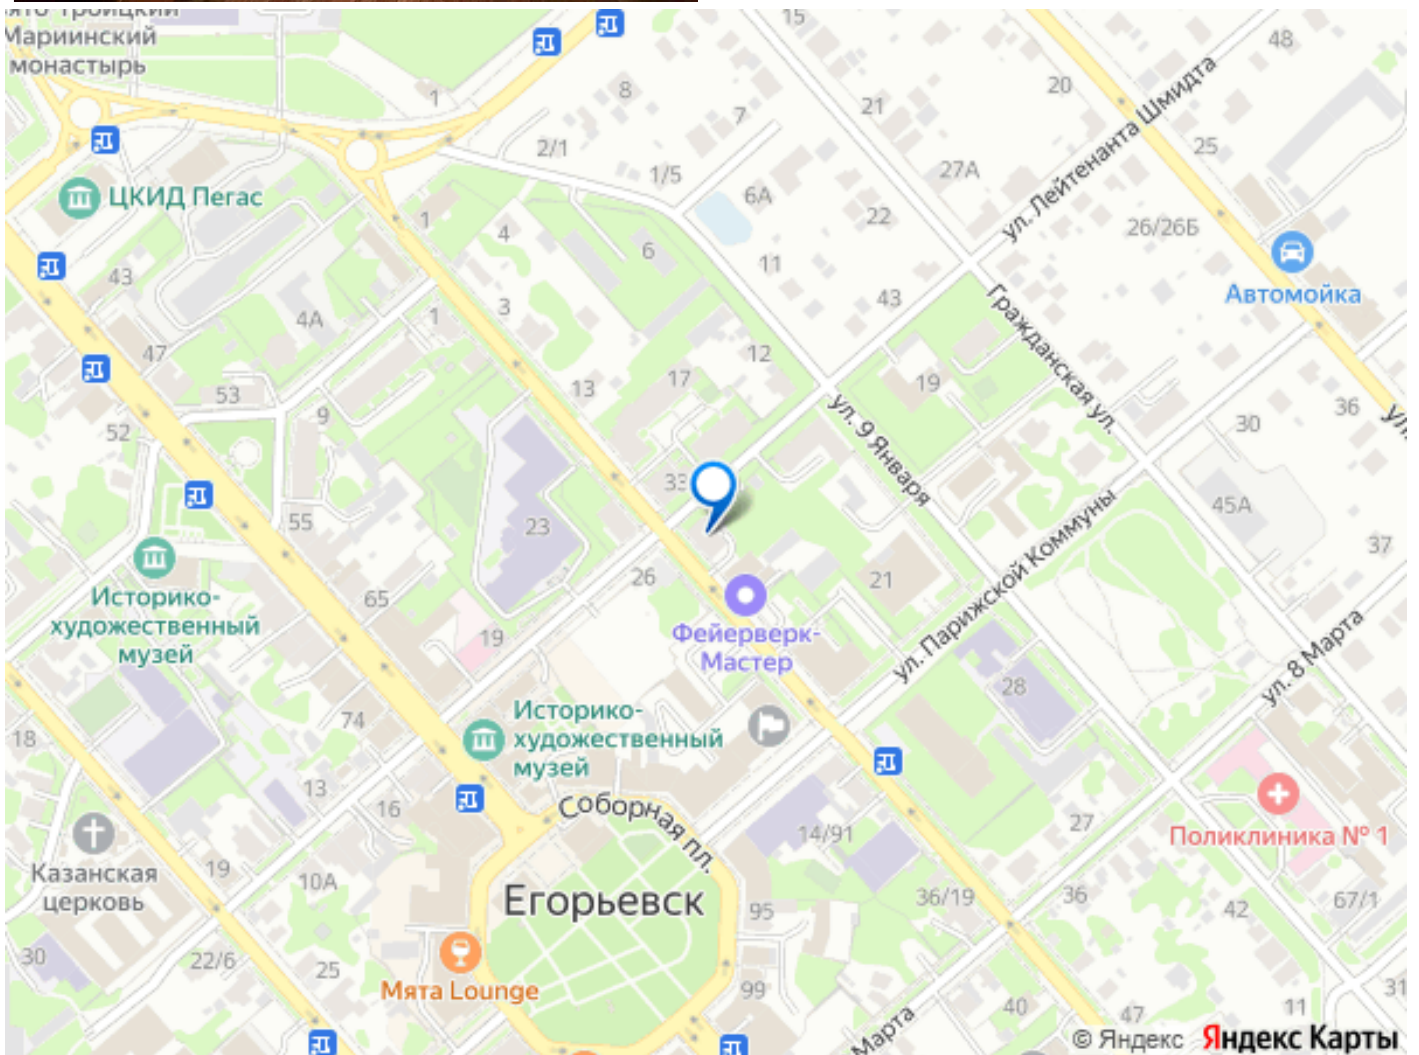 Мариинский
монастырь
15
48
1
8
20
21
7
2/1
25
27А
1/5
6А
ул. Лейтенанта Шмидта
ЦКИД Пегас
1
4
22
26/26Б
6
11
43
Автомойка
43
3
Гражданская ул.
4А
1
12
47
17
19
13
53
36
9
30
ул. 9 Января
52
33
45А
55
23
37
Историко-
художественный
музей
26
21
65
ул. Парижской Коммуны
19
Фейерверк-
Мастер
ул. 8 Марта
28
Историко-
художественный
музей
74
18
13
16
Соборная пл.
14/91
27
Поликлиника № 1
Казанская
церковь
19
10А
Егорьевск
36/19
36
67/1
95
42
30
22/6
25
Мята Lounge
99
31
40
47
11
Марта
© Яндекс Яндекс Карты